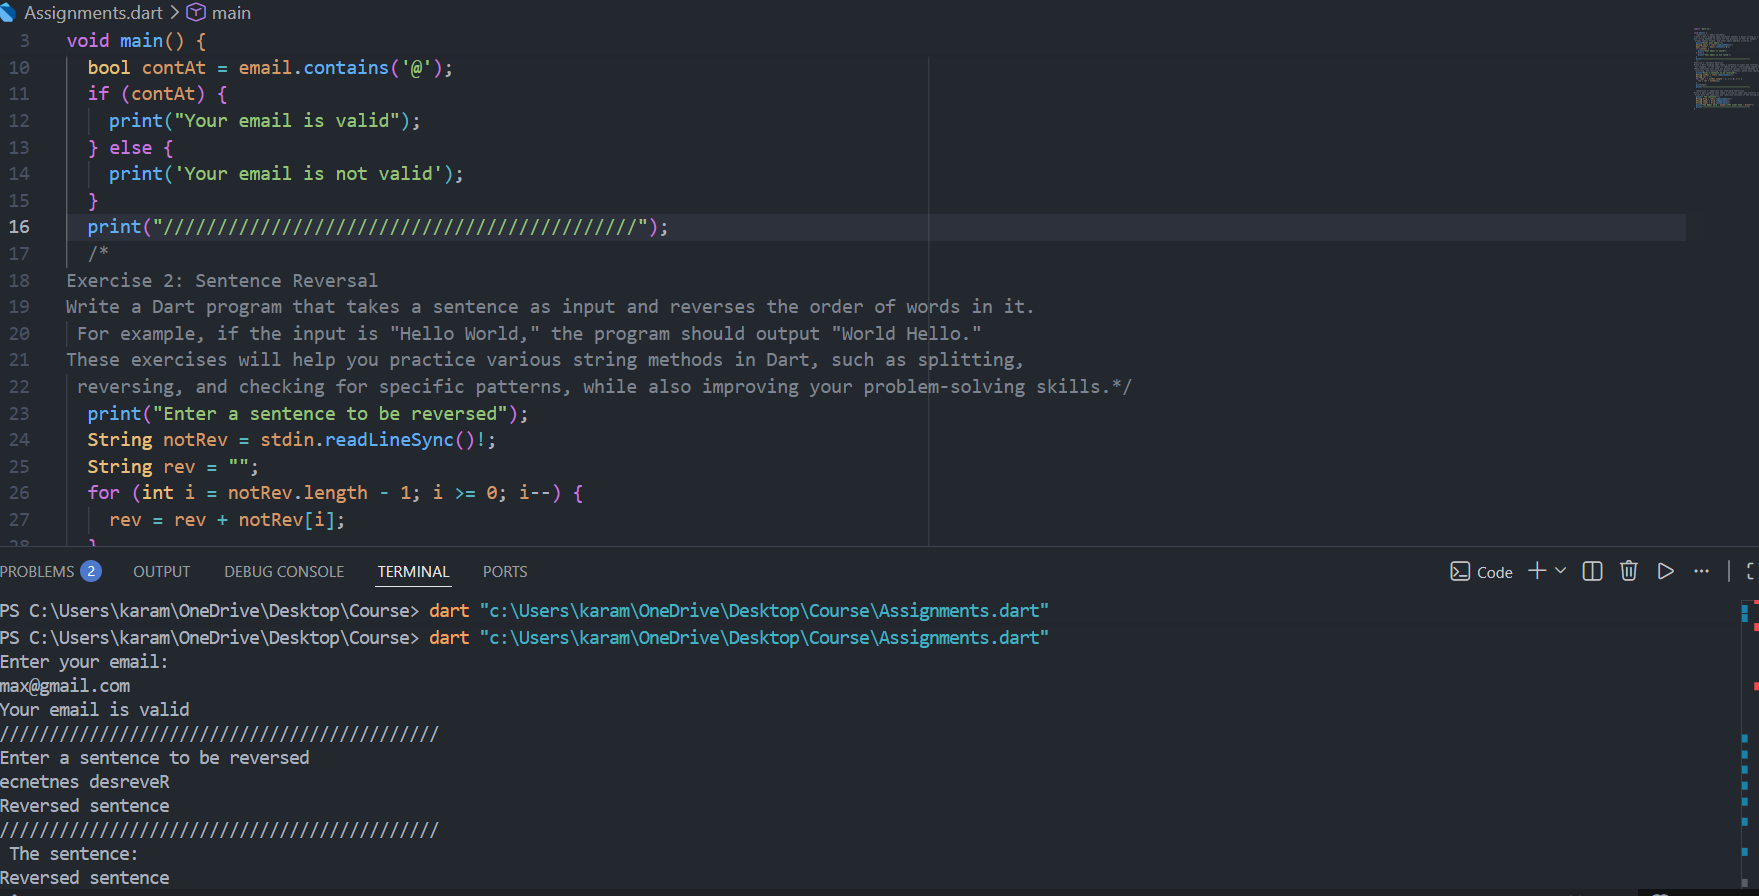 Assignments.dart > main
3 void main() {
10 bool contAt = email.contains('@');
11 if (contAt) {
12 print("Your email is valid");
13 } else {
14 print('Your email is not valid');
15 }
16 print("////////////////////////////////////////////");
17 /*
18 Exercise 2: Sentence Reversal
19 Write a Dart program that takes a sentence as input and reverses the order of words in it.
20 For example, if the input is "Hello World," the program should output "World Hello."
21 These exercises will help you practice various string methods in Dart, such as splitting,
22 reversing, and checking for specific patterns, while also improving your problem-solving skills.*/
23 print("Enter a sentence to be reversed");
24 String notRev = stdin.readLineSync()!;
25 String rev = "";
26 for (int i = notRev.length - 1; i >= 0; i--) {
27 rev = rev + notRev[i];
28 }
PROBLEMS 2 OUTPUT DEBUG CONSOLE TERMINAL PORTS Code
PS C:\Users\karam\OneDrive\Desktop\Course> dart "c:\Users\karam\OneDrive\Desktop\Course\Assignments.dart"
PS C:\Users\karam\OneDrive\Desktop\Course> dart "c:\Users\karam\OneDrive\Desktop\Course\Assignments.dart"
Enter your email:
max@gmail.com
Your email is valid
////////////////////////////////////////////
Enter a sentence to be reversed
ecnetnes desreveR
Reversed sentence
////////////////////////////////////////////
The sentence:
Reversed sentence